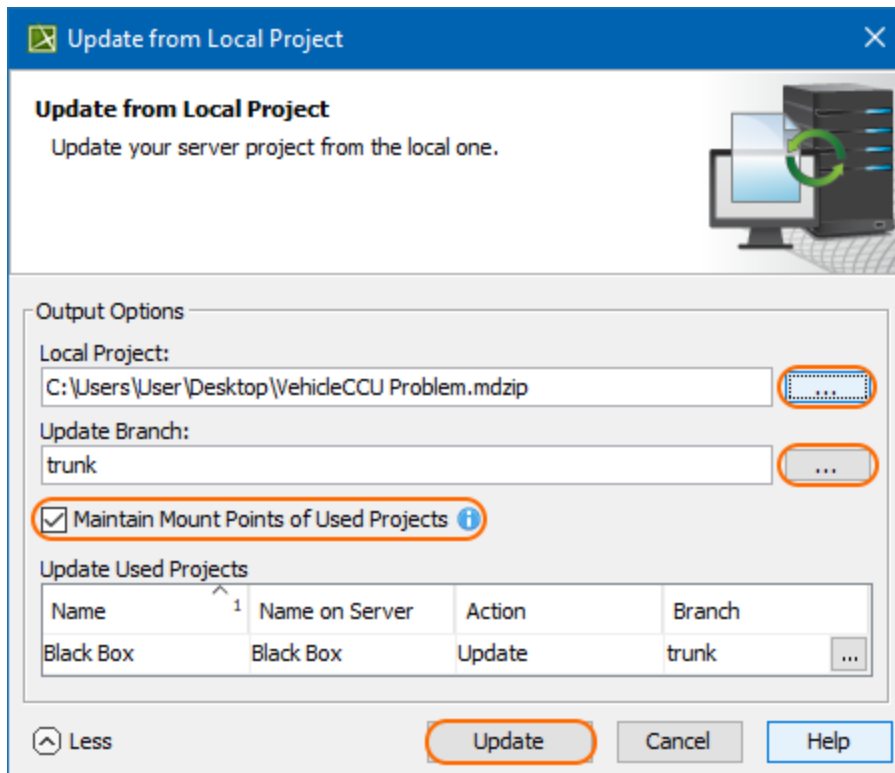 Update from Local Project
Update from Local Project
Update your server project from the local one.
Output Options
Local Project:
C:\Users\User\Desktop\VehicleCCU Problem.mdzip
...
Update Branch:
trunk
...
Maintain Mount Points of Used Projects
Update Used Projects
Name 1 Name on Server Action Branch
Black Box Black Box Update trunk ...
Less Update Cancel Help